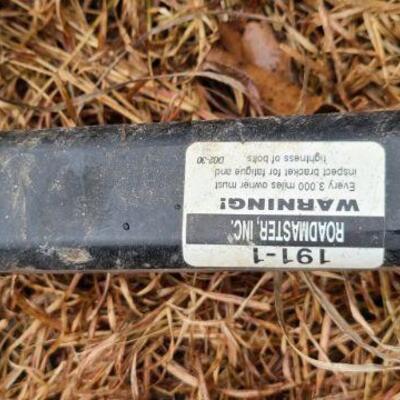 191-1
ROADMASTER, INC.
WARNING!
Every 3,000 miles owner must
inspect bracket for fatigue and
tightness of bolts.
D02-30